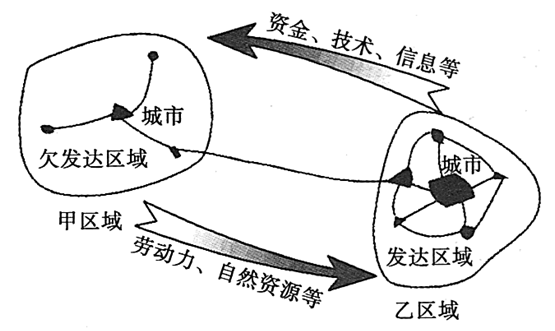 资金、技术、信息等
城市
欠发达区域
甲区域
劳动力、自然资源等
城市
发达区域
乙区域